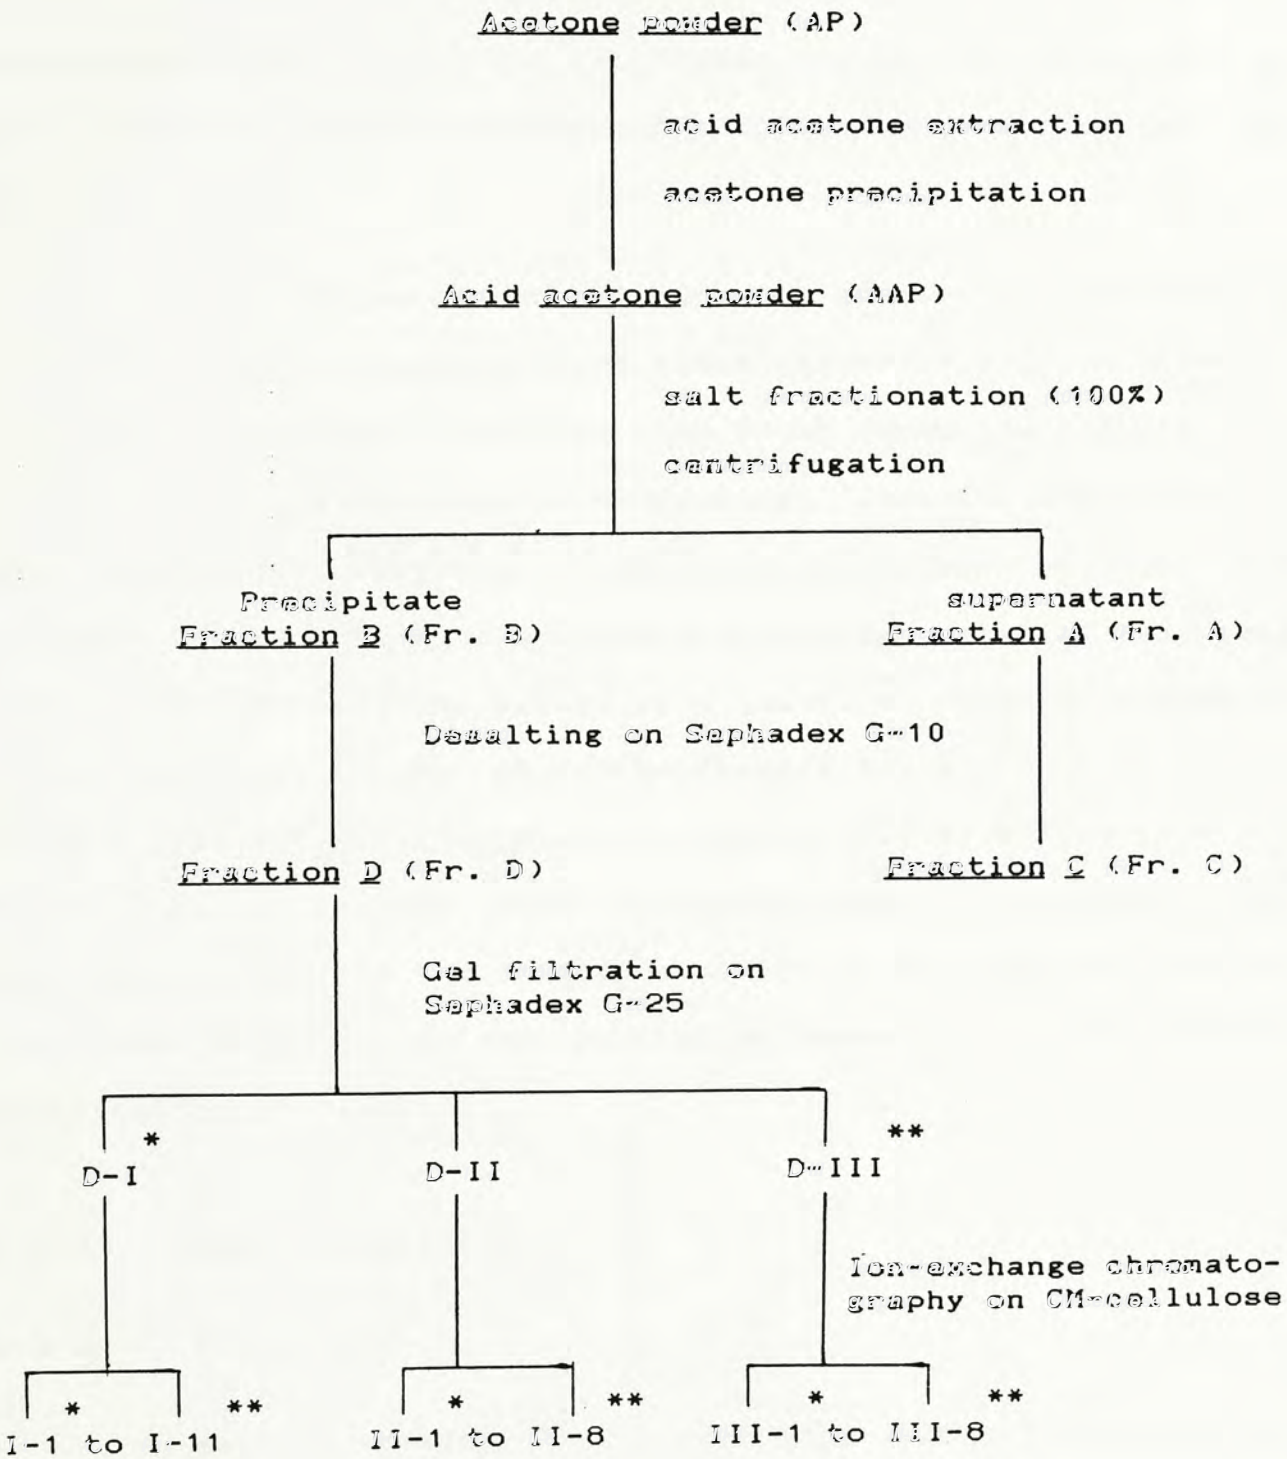 Acetone powder (AP)
acid acetone extraction
acetone precipitation
Acid acetone powder (AAP)
salt fractionation (100%)
centrifugation
Precipitate
Fraction B (Fr. B)
supernatant
Fraction A (Fr. A)
Desalting on Sephadex G-10
Fraction D (Fr. D)
Fraction C (Fr. C)
Gel filtration on
Sephadex G-25
*
D-I
D-II
**
D-III
Ion-exchange chromato-
graphy on CM-cellulose
* **
I-1 to I-11
* **
II-1 to II-8
* **
III-1 to III-8